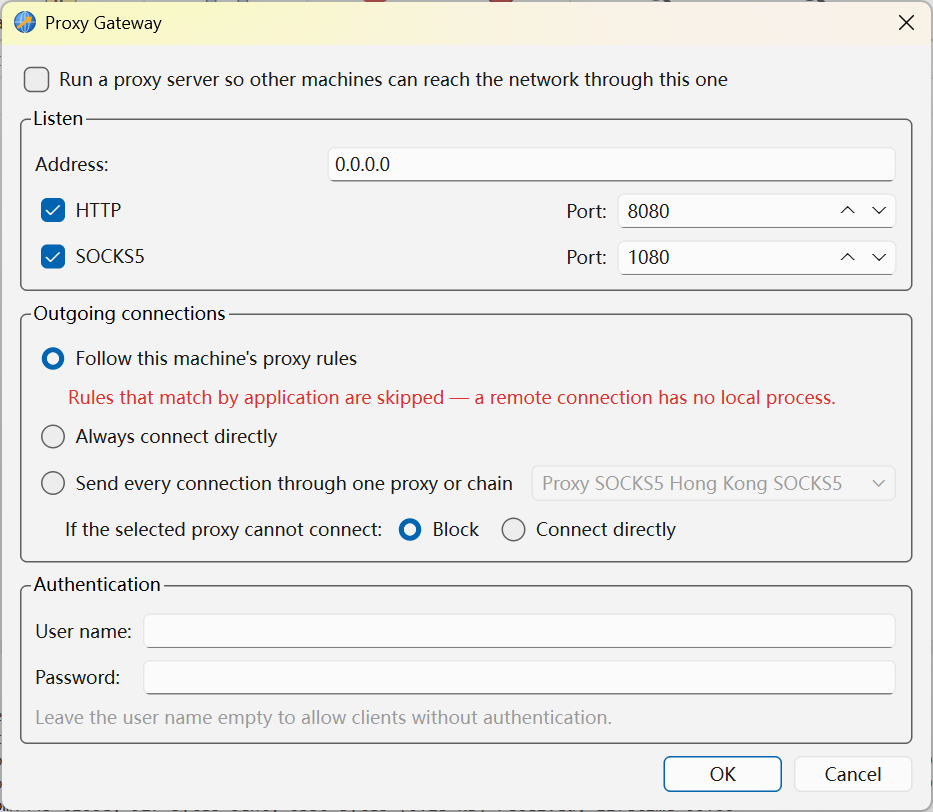 Proxy Gateway
Run a proxy server so other machines can reach the network through this one
Listen
Address: 0.0.0.0
HTTP Port: 8080
SOCKS5 Port: 1080
Outgoing connections
Follow this machine's proxy rules
Rules that match by application are skipped — a remote connection has no local process.
Always connect directly
Send every connection through one proxy or chain Proxy SOCKS5 Hong Kong SOCKS5
If the selected proxy cannot connect: Block Connect directly
Authentication
User name:
Password:
Leave the user name empty to allow clients without authentication.
OK Cancel